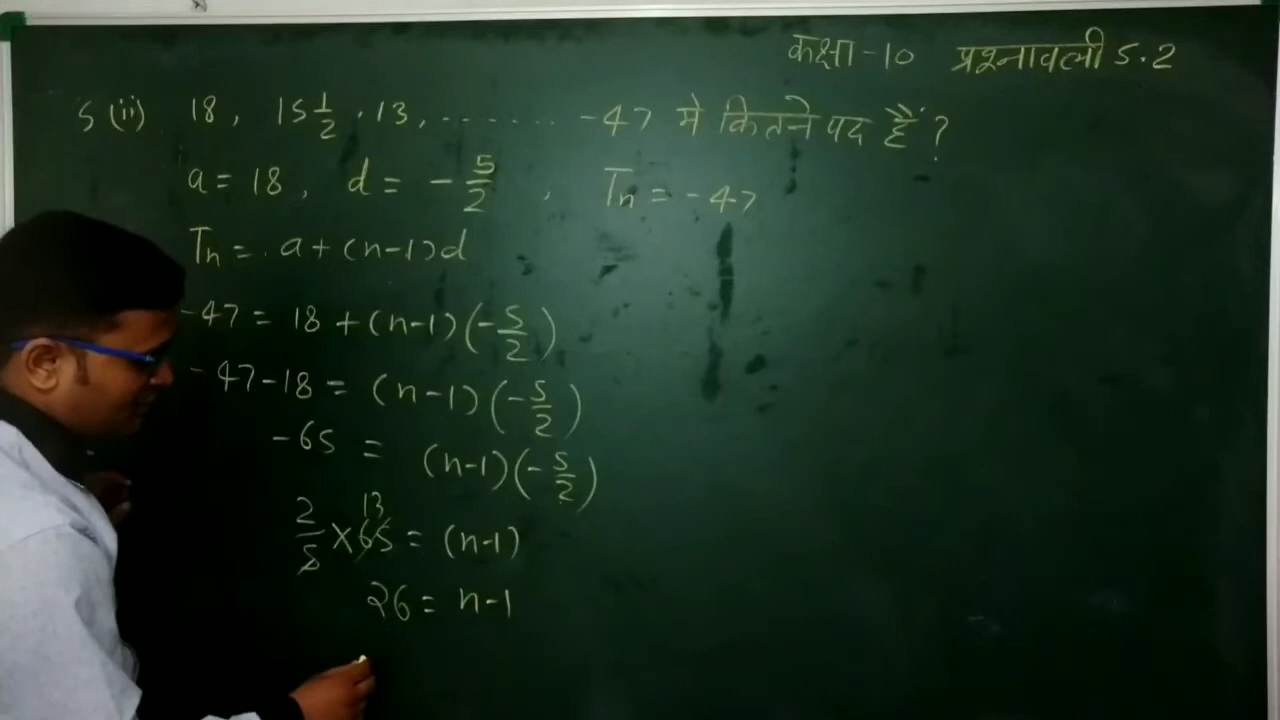 कक्षा-10 प्रश्नावली 5.2
5 (ii) 18, 15 1/2, 13, ........ -47 मे कितने पद हैं ?
a = 18, d = -5/2, Tn = -47
Tn = a+(n-1)d
-47 = 18 +(n-1)(-5/2)
-47-18 = (n-1)(-5/2)
-65 = (n-1)(-5/2)
13
2/5 ×65 = (n-1)
26 = n-1